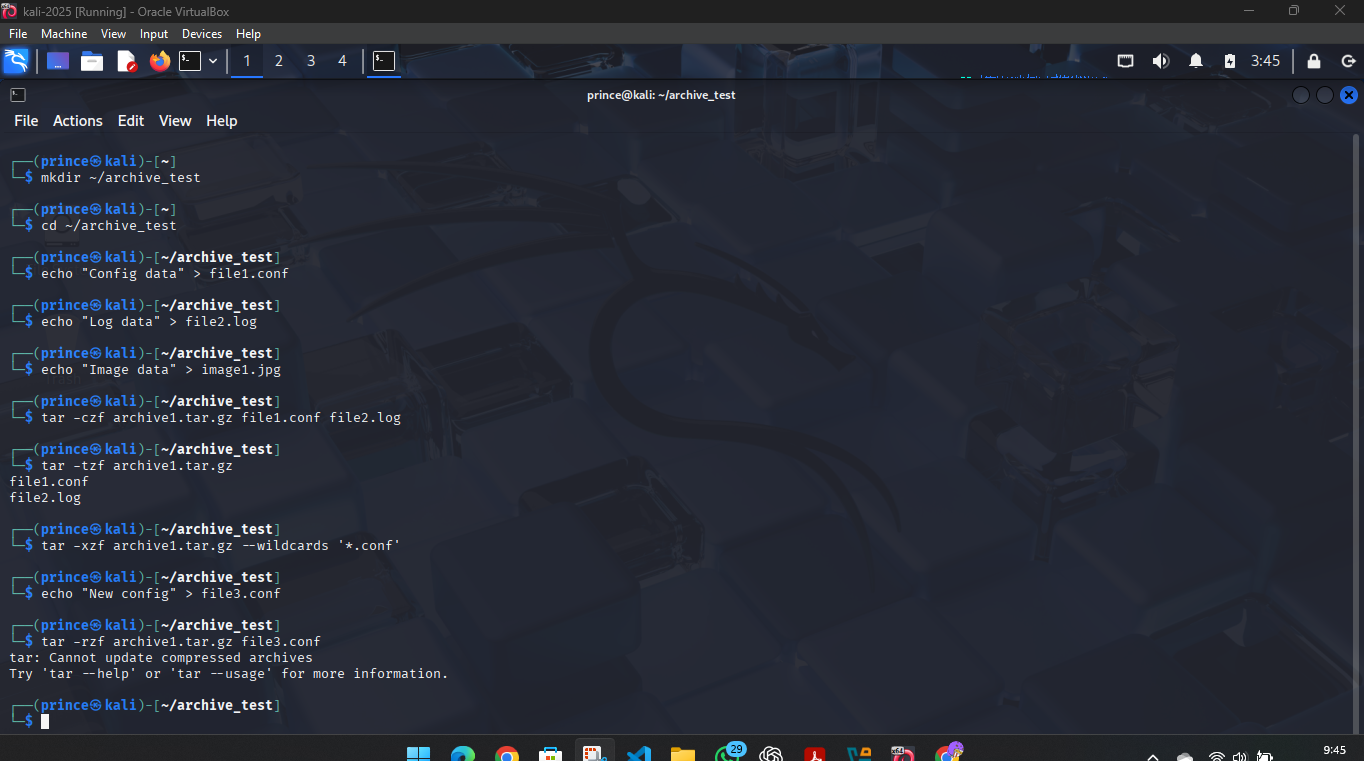 kali-2025 [Running] - Oracle VirtualBox
File Machine View Input Devices Help
1 2 3 4 3:45
prince@kali: ~/archive_test
File Actions Edit View Help
┌──(prince㉿kali)-[~]
└─$ mkdir ~/archive_test
┌──(prince㉿kali)-[~]
└─$ cd ~/archive_test
┌──(prince㉿kali)-[~/archive_test]
└─$ echo "Config data" > file1.conf
┌──(prince㉿kali)-[~/archive_test]
└─$ echo "Log data" > file2.log
┌──(prince㉿kali)-[~/archive_test]
└─$ echo "Image data" > image1.jpg
Trash
┌──(prince㉿kali)-[~/archive_test]
└─$ tar -czf archive1.tar.gz file1.conf file2.log
┌──(prince㉿kali)-[~/archive_test]
└─$ tar -tzf archive1.tar.gz
file1.conf
file2.log
┌──(prince㉿kali)-[~/archive_test]
└─$ tar -xzf archive1.tar.gz --wildcards '*.conf'
┌──(prince㉿kali)-[~/archive_test]
└─$ echo "New config" > file3.conf
┌──(prince㉿kali)-[~/archive_test]
└─$ tar -rzf archive1.tar.gz file3.conf
tar: Cannot update compressed archives
Try 'tar --help' or 'tar --usage' for more information.
┌──(prince㉿kali)-[~/archive_test]
└─$
29
9:45